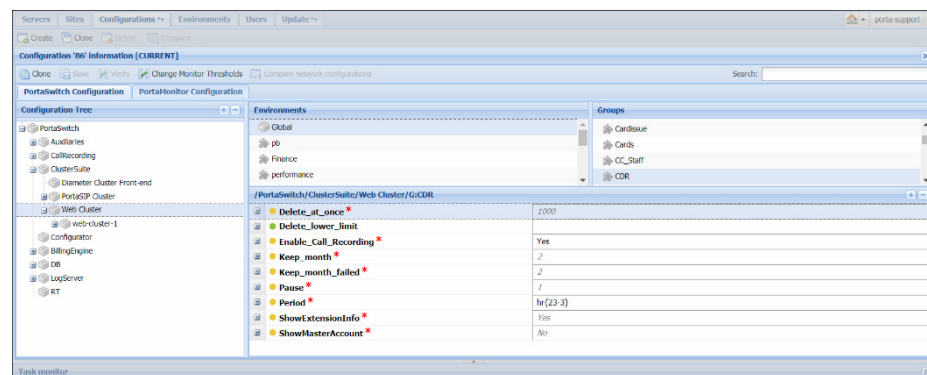 Servers Sites Configurations Environments Users Update porta-support
Create Clone Delete Compare
Configuration '86' information [CURRENT]
Clone Save Verify Change Monitor Thresholds Compare network configurations Search:
PortaSwitch Configuration PortaMonitor Configuration
Configuration Tree
PortaSwitch
Auxiliaries
CallRecording
ClusterSuite
Diameter Cluster Front-end
PortaSIP Cluster
Web Cluster
web-cluster-1
Configurator
BillingEngine
DB
LogServer
RT
Environments
Global
pb
Finance
performance
Groups
Cardissue
Cards
CC_Staff
CDR
/PortaSwitch/ClusterSuite/Web Cluster/G:CDR
Delete_at_once * 1000
Delete_lower_limit
Enable_Call_Recording * Yes
Keep_month * 2
Keep_month_failed * 2
Pause * 1
Period * hr{23-3}
ShowExtensionInfo * Yes
ShowMasterAccount * No
Task monitor